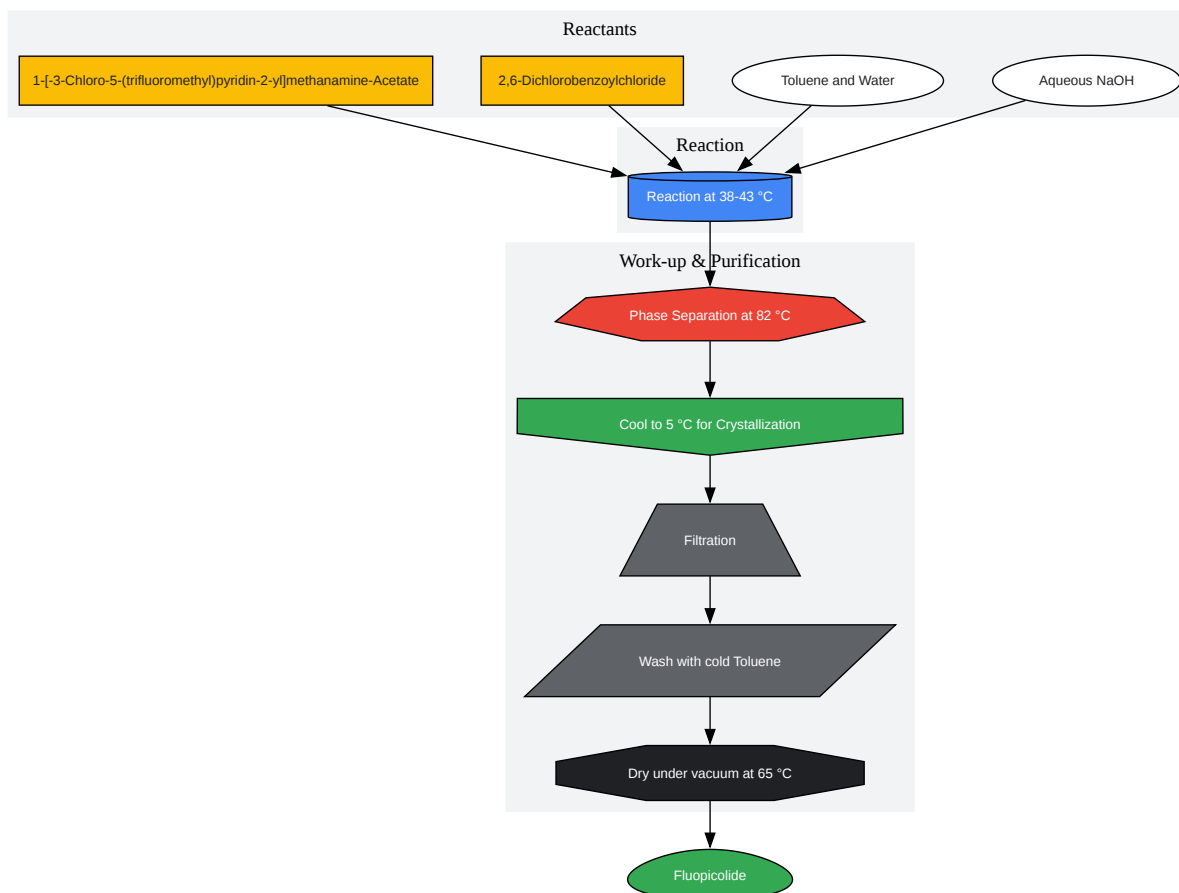 Reactants
1-[-3-Chloro-5-(trifluoromethyl)pyridin-2-yl]methanamine-Acetate
2,6-Dichlorobenzoylchloride
Toluene and Water
Aqueous NaOH
Reaction
Reaction at 38-43 °C
Work-up & Purification
Phase Separation at 82 °C
Cool to 5 °C for Crystallization
Filtration
Wash with cold Toluene
Dry under vacuum at 65 °C
Fluopicolide